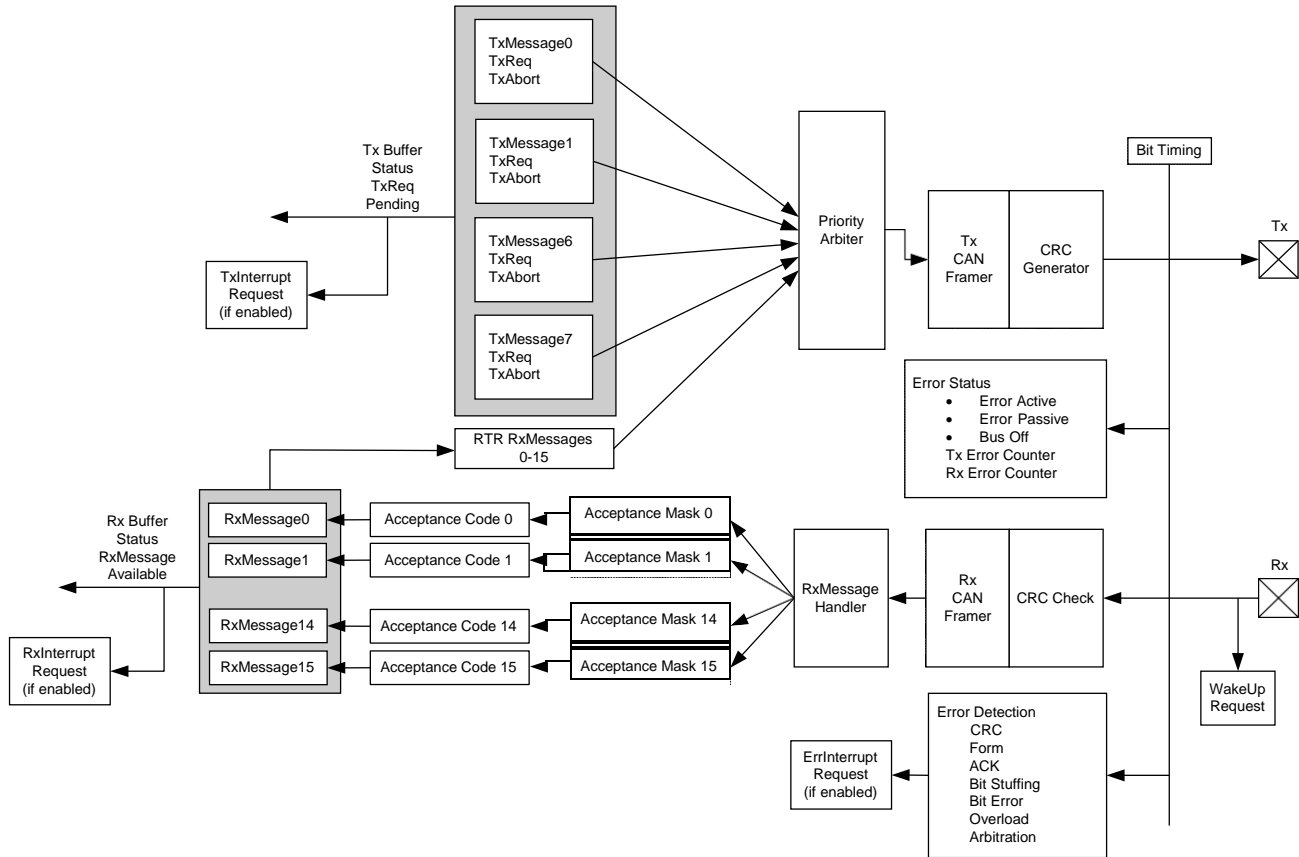 TxMessage0
TxReq
TxAbort
TxMessage1
TxReq
TxAbort
TxMessage6
TxReq
TxAbort
TxMessage7
TxReq
TxAbort
Tx Buffer
Status
TxReq
Pending
TxInterrupt
Request
(if enabled)
Priority
Arbiter
Tx
CAN
Framer
CRC
Generator
Bit Timing
Tx
Error Status
• Error Active
• Error Passive
• Bus Off
Tx Error Counter
Rx Error Counter
RTR RxMessages
0-15
Rx Buffer
Status
RxMessage
Available
RxInterrupt
Request
(if enabled)
RxMessage0
Acceptance Code 0
Acceptance Mask 0
RxMessage1
Acceptance Code 1
Acceptance Mask 1
RxMessage14
Acceptance Code 14
Acceptance Mask 14
RxMessage15
Acceptance Code 15
Acceptance Mask 15
RxMessage
Handler
Rx
CAN
Framer
CRC Check
Rx
WakeUp
Request
Error Detection
CRC
Form
ACK
Bit Stuffing
Bit Error
Overload
Arbitration
ErrInterrupt
Request
(if enabled)